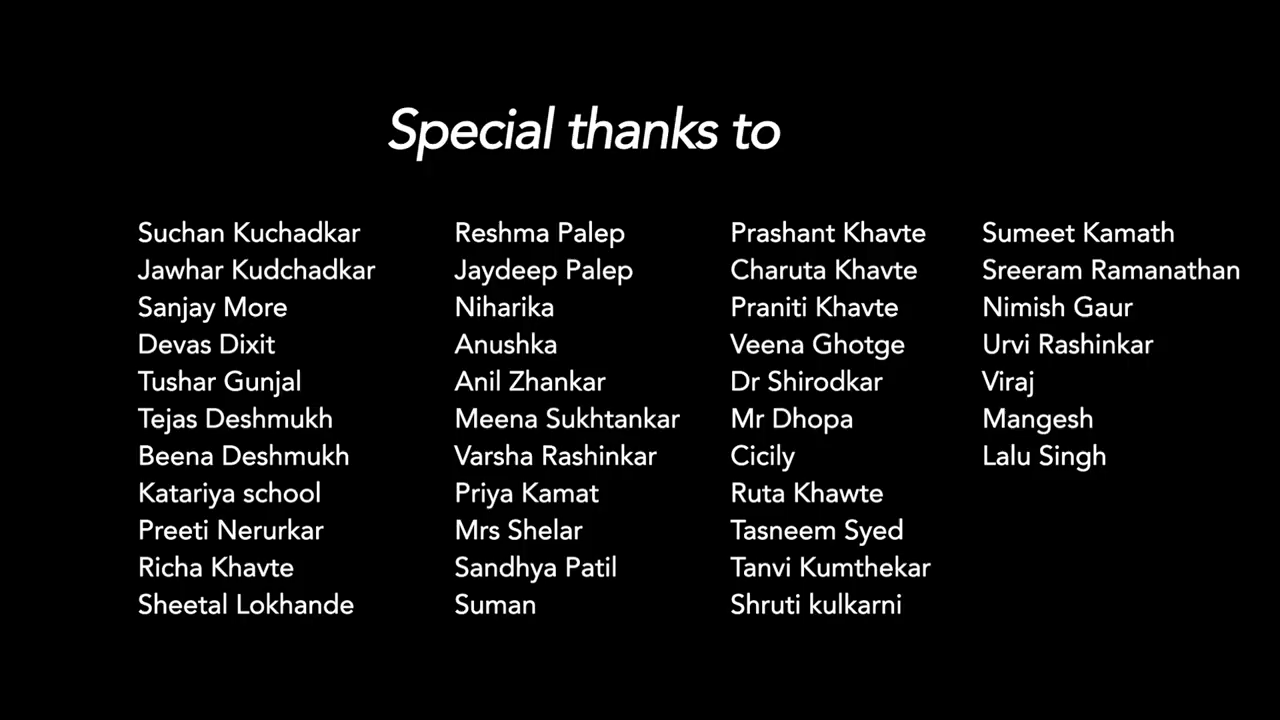 Special thanks to
Suchan Kuchadkar
Jawhar Kudchadkar
Sanjay More
Devas Dixit
Tushar Gunjal
Tejas Deshmukh
Beena Deshmukh
Katariya school
Preeti Nerurkar
Richa Khavte
Sheetal Lokhande
Reshma Palep
Jaydeep Palep
Niharika
Anushka
Anil Zhankar
Meena Sukhtankar
Varsha Rashinkar
Priya Kamat
Mrs Shelar
Sandhya Patil
Suman
Prashant Khavte
Charuta Khavte
Praniti Khavte
Veena Ghotge
Dr Shirodkar
Mr Dhopa
Cicily
Ruta Khawte
Tasneem Syed
Tanvi Kumthekar
Shruti kulkarni
Sumeet Kamath
Sreeram Ramanathan
Nimish Gaur
Urvi Rashinkar
Viraj
Mangesh
Lalu Singh